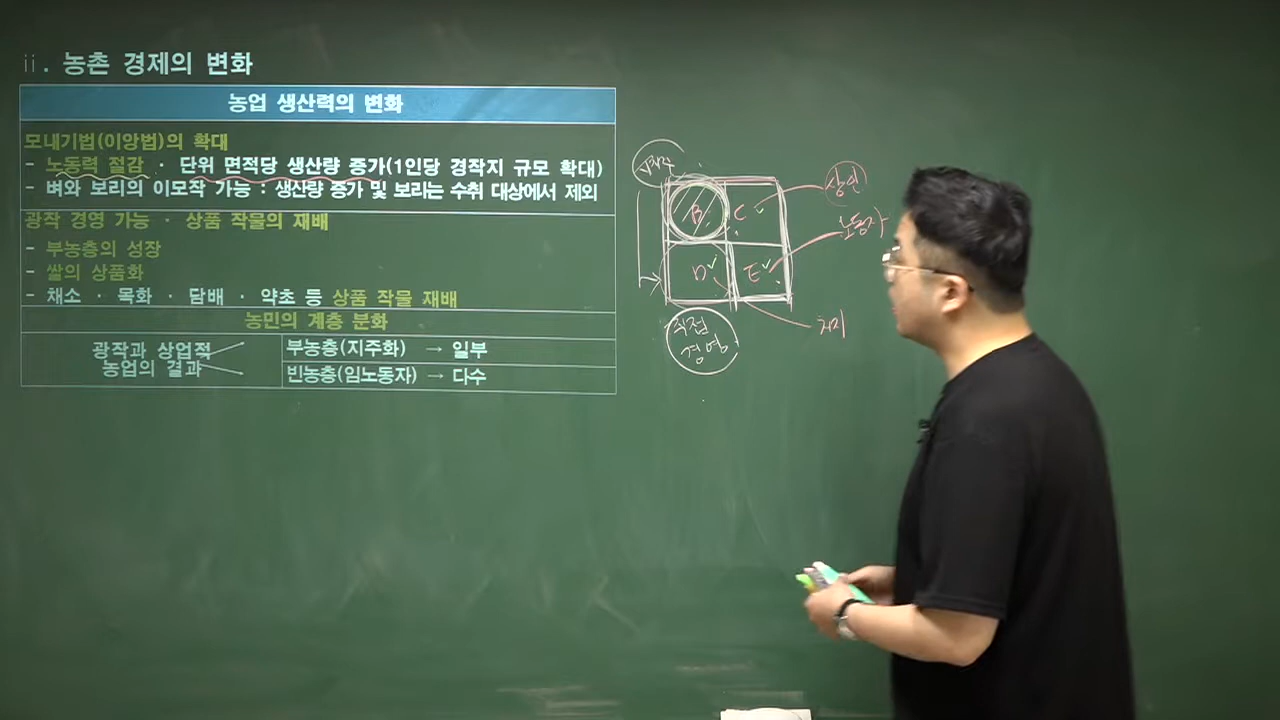 ii. 농촌 경제의 변화
농업 생산력의 변화
모내기법(이앙법)의 확대
- 노동력 절감 · 단위 면적당 생산량 증가(1인당 경작지 규모 확대)
- 벼와 보리의 이모작 가능 : 생산량 증가 및 보리는 수취 대상에서 제외
광작 경영 가능 · 상품 작물의 재배
- 부농층의 성장
- 쌀의 상품화
- 채소 · 목화 · 담배 · 약초 등 상품 작물 재배
농민의 계층 분화
광작과 상업적
농업의 결과
부농층(지주화) → 일부
빈농층(임노동자) → 다수
B
C
상인
노동자
D
E
직접
경영